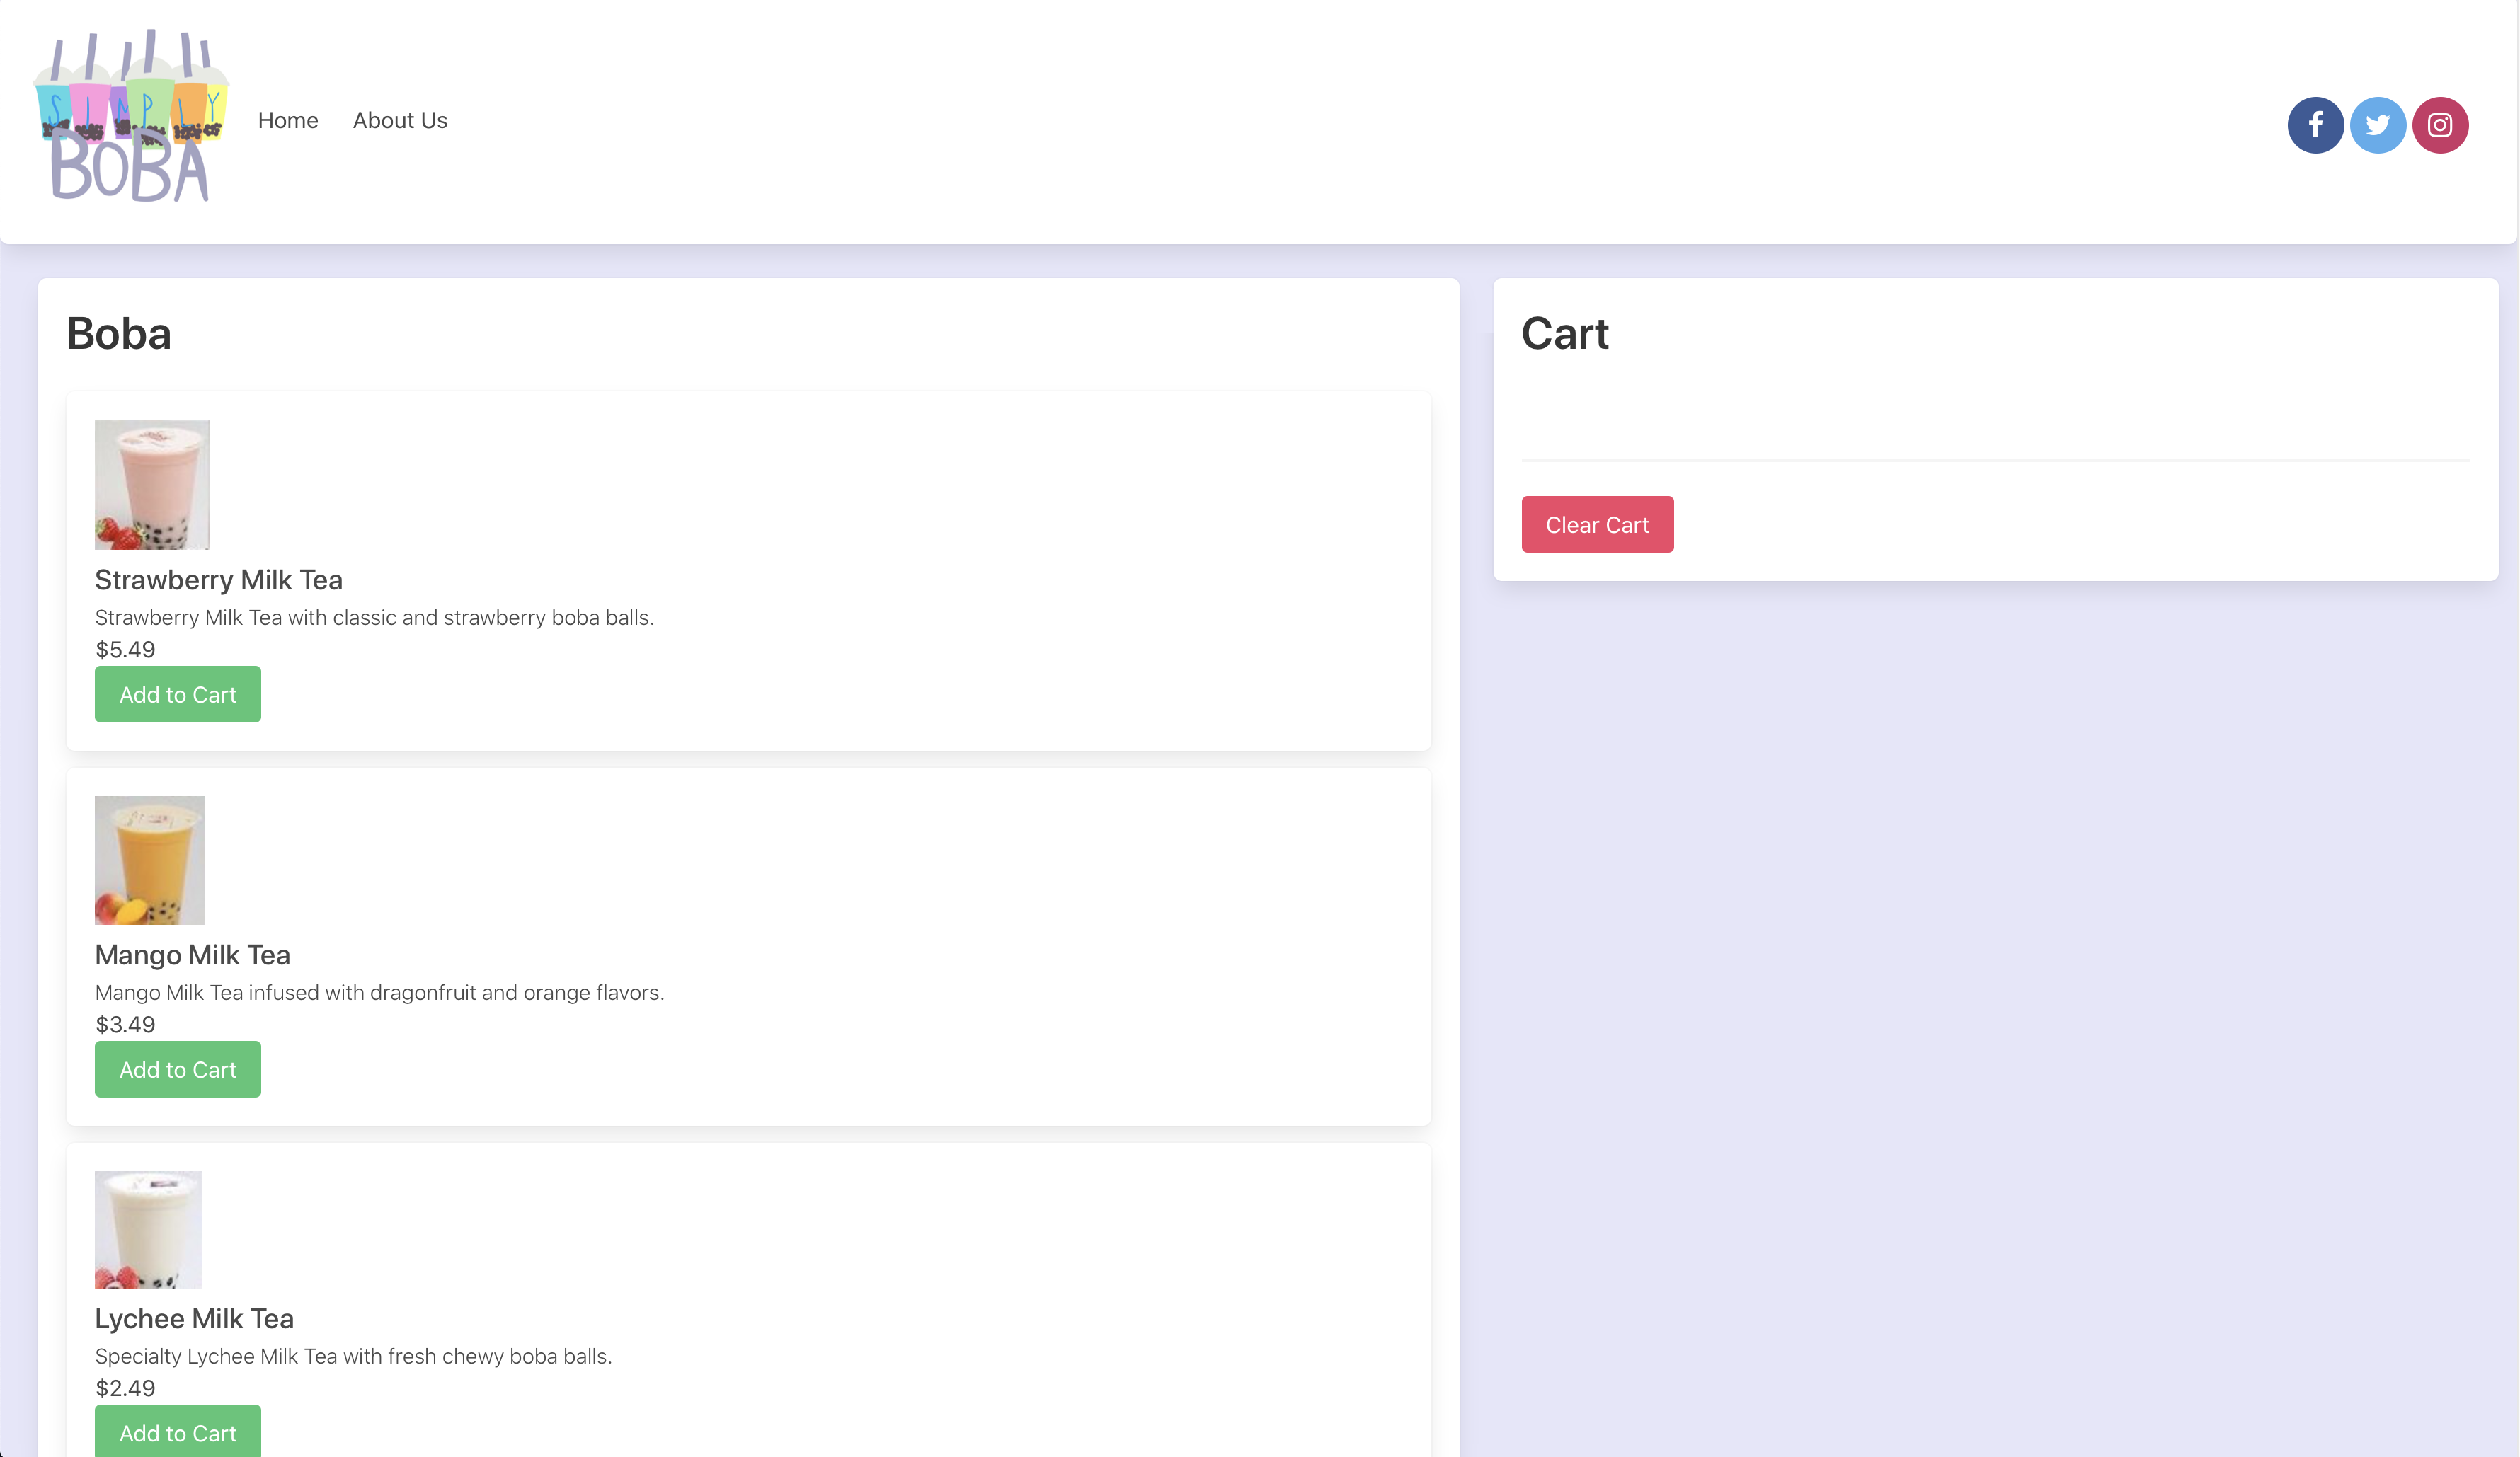 SIMPLY
BOBA
Home
About Us
Boba
Strawberry Milk Tea
Strawberry Milk Tea with classic and strawberry boba balls.
$5.49
Add to Cart
Mango Milk Tea
Mango Milk Tea infused with dragonfruit and orange flavors.
$3.49
Add to Cart
Lychee Milk Tea
Specialty Lychee Milk Tea with fresh chewy boba balls.
$2.49
Add to Cart
Cart
Clear Cart